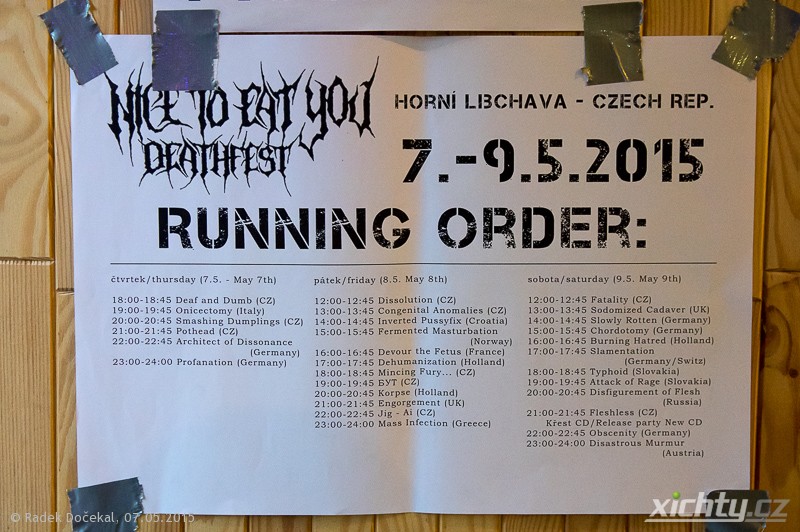 NICE TO EAT YOU
DEATHFEST
HORNÍ LIBCHAVA - CZECH REP.
7.-9.5.2015
RUNNING ORDER:
čtvrtek/thursday (7.5. - May 7th)
18:00-18:45 Deaf and Dumb (CZ)
19:00-19:45 Onicectomy (Italy)
20:00-20:45 Smashing Dumplings (CZ)
21:00-21:45 Pothead (CZ)
22:00-22:45 Architect of Dissonance
(Germany)
23:00-24:00 Profanation (Germany)
pátek/friday (8.5. May 8th)
12:00-12:45 Dissolution (CZ)
13:00-13:45 Congenital Anomalies (CZ)
14:00-14:45 Inverted Pussyfix (Croatia)
15:00-15:45 Fermented Masturbation
(Norway)
16:00-16:45 Devour the Fetus (France)
17:00-17:45 Dehumanization (Holland)
18:00-18:45 Mincing Fury... (CZ)
19:00-19:45 БУТ (CZ)
20:00-20:45 Korpse (Holland)
21:00-21:45 Engorgement (UK)
22:00-22:45 Jig - Ai (CZ)
23:00-24:00 Mass Infection (Greece)
sobota/saturday (9.5. May 9th)
12:00-12:45 Fatality (CZ)
13:00-13:45 Sodomized Cadaver (UK)
14:00-14:45 Slowly Rotten (Germany)
15:00-15:45 Chordotomy (Germany)
16:00-16:45 Burning Hatred (Holland)
17:00-17:45 Slamentation
(Germany/Switz)
18:00-18:45 Typhoid (Slovakia)
19:00-19:45 Attack of Rage (Slovakia)
20:00-20:45 Disfigurement of Flesh
(Russia)
21:00-21:45 Fleshless (CZ)
Křest CD/Release party New CD
22:00-22:45 Obscenity (Germany)
23:00-24:00 Disastrous Murmur
(Austria)
© Radek Dočekal, 07.05.2015
xichty.cz